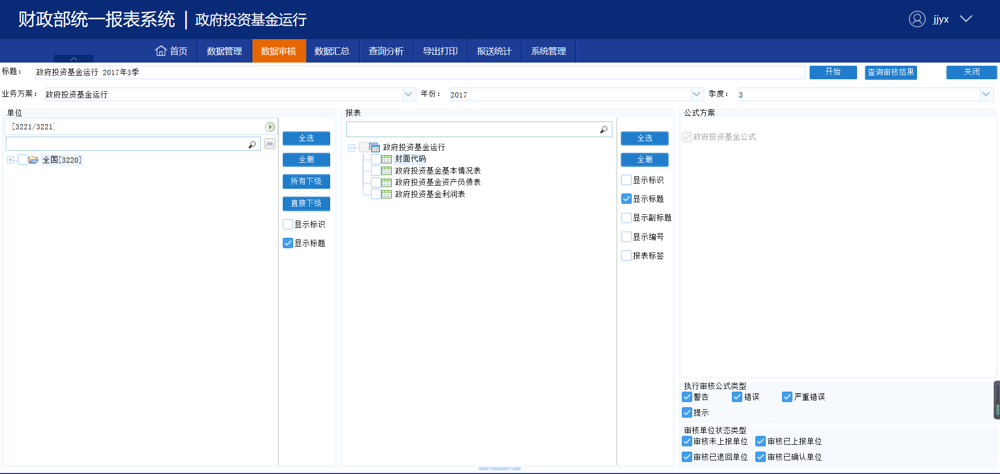 财政部统一报表系统 | 政府投资基金运行
jjyx
首页 数据管理 数据审核 数据汇总 查询分析 导出打印 报送统计 系统管理
标题： 政府投资基金运行 2017年3季 开始 查询审核结果 关闭
业务方案： 政府投资基金运行 年份： 2017 季度： 3
单位
[3221/3221]
全国[3220]
全选
全删
所有下级
直接下级
显示标识
显示标题
报表
政府投资基金运行
封面代码
政府投资基金基本情况表
政府投资基金资产负债表
政府投资基金利润表
全选
全删
显示标识
显示标题
显示副标题
显示编号
报表标签
公式方案
政府投资基金公式
执行审核公式类型
警告 错误 严重错误
提示
审核单位状态类型
审核未上报单位 审核已上报单位
审核已退回单位 审核已确认单位